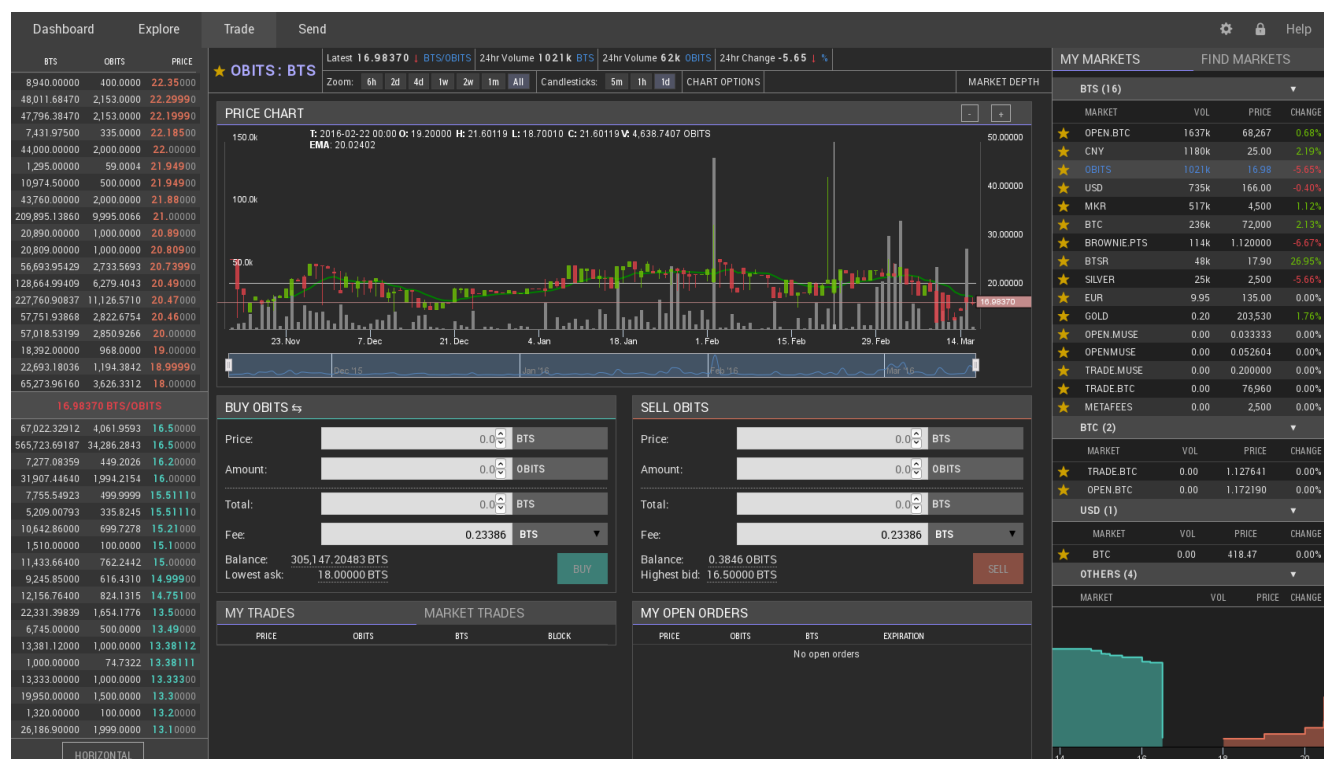 Dashboard Explore Trade Send Help
BTS OBITS PRICE
8,940.00000 400.0000 22.35000
48,011.68470 2,153.0000 22.29990
47,796.38470 2,153.0000 22.19990
7,431.97500 335.0000 22.18500
44,000.00000 2,000.0000 22.00000
1,295.00000 59.0004 21.94900
10,974.50000 500.0000 21.94900
43,760.00000 2,000.0000 21.88000
209,895.13860 9,995.0066 21.00000
20,890.00000 1,000.0000 20.89000
20,809.00000 1,000.0000 20.80900
56,693.95429 2,733.5693 20.73990
128,664.99409 6,279.4043 20.49000
227,760.90837 11,126.5710 20.47000
57,751.93868 2,822.6754 20.46000
57,018.53199 2,850.9266 20.00000
18,392.00000 968.0000 19.00000
22,693.18036 1,194.3842 18.99990
65,273.96160 3,626.3312 18.00000
16.98370 BTS/OBITS
67,022.32912 4,061.9593 16.50000
565,723.69187 34,286.2843 16.50000
7,277.08359 449.2026 16.20000
31,907.44640 1,994.2154 16.00000
7,755.54923 499.9999 15.51110
5,209.00793 335.8245 15.51110
10,642.86000 699.7278 15.21000
1,510.00000 100.0000 15.10000
11,433.66400 762.2442 15.00000
9,245.85000 616.4310 14.99900
12,156.76400 824.1315 14.75100
22,331.39839 1,654.1776 13.50000
6,745.00000 500.0000 13.49000
13,381.12000 1,000.0000 13.38112
1,000.00000 74.7322 13.38111
13,333.00000 1,000.0000 13.33300
19,950.00000 1,500.0000 13.30000
1,320.00000 100.0000 13.20000
26,186.90000 1,999.0000 13.10000
HORIZONTAL
OBITS : BTS
Latest 16.98370 ↓ BTS/OBITS 24hr Volume 1021k BTS 24hr Volume 62k OBITS 24hr Change -5.65 ↓ %
Zoom: 6h 2d 4d 1w 2w 1m All Candlesticks: 5m 1h 1d CHART OPTIONS MARKET DEPTH
PRICE CHART - +
T: 2016-02-22 00:00 O: 19.20000 H: 21.60119 L: 18.70010 C: 21.60119 V: 4,638.7407 OBITS
EMA: 20.02402
150.0k 50.00000
40.00000
100.0k
30.00000
50.0k
20.00000
16.98370
23. Nov 7. Dec 21. Dec 4. Jan 18. Jan 1. Feb 15. Feb 29. Feb 14. Mar
Dec '15 Jan '16 Feb '16 Mar '16
BUY OBITS ⇆
Price: 0.0 BTS
Amount: 0.0 OBITS
Total: 0.0 BTS
Fee: 0.23386 BTS ▼
Balance: 305,147.20483 BTS
Lowest ask: 18.00000 BTS
BUY
SELL OBITS
Price: 0.0 BTS
Amount: 0.0 OBITS
Total: 0.0 BTS
Fee: 0.23386 BTS ▼
Balance: 0.3846 OBITS
Highest bid: 16.50000 BTS
SELL
MY TRADES MARKET TRADES
PRICE OBITS BTS BLOCK
MY OPEN ORDERS
PRICE OBITS BTS EXPIRATION
No open orders
MY MARKETS FIND MARKETS
BTS (16) ▼
MARKET VOL PRICE CHANGE
OPEN.BTC 1637k 68,267 0.68%
CNY 1180k 25.00 2.19%
OBITS 1021k 16.98 -5.65%
USD 735k 166.00 -0.40%
MKR 517k 4,500 1.12%
BTC 236k 72,000 2.13%
BROWNIE.PTS 114k 1.120000 -6.67%
BTSR 48k 17.90 26.95%
SILVER 25k 2,500 -5.66%
EUR 9.95 135.00 0.00%
GOLD 0.20 203,530 1.76%
OPEN.MUSE 0.00 0.033333 0.00%
OPENMUSE 0.00 0.052604 0.00%
TRADE.MUSE 0.00 0.200000 0.00%
TRADE.BTC 0.00 76,960 0.00%
METAFEES 0.00 2,500 0.00%
BTC (2) ▼
MARKET VOL PRICE CHANGE
TRADE.BTC 0.00 1.127641 0.00%
OPEN.BTC 0.00 1.172190 0.00%
USD (1) ▼
MARKET VOL PRICE CHANGE
BTC 0.00 418.47 0.00%
OTHERS (4) ▼
MARKET VOL PRICE CHANGE
14 16 18 20